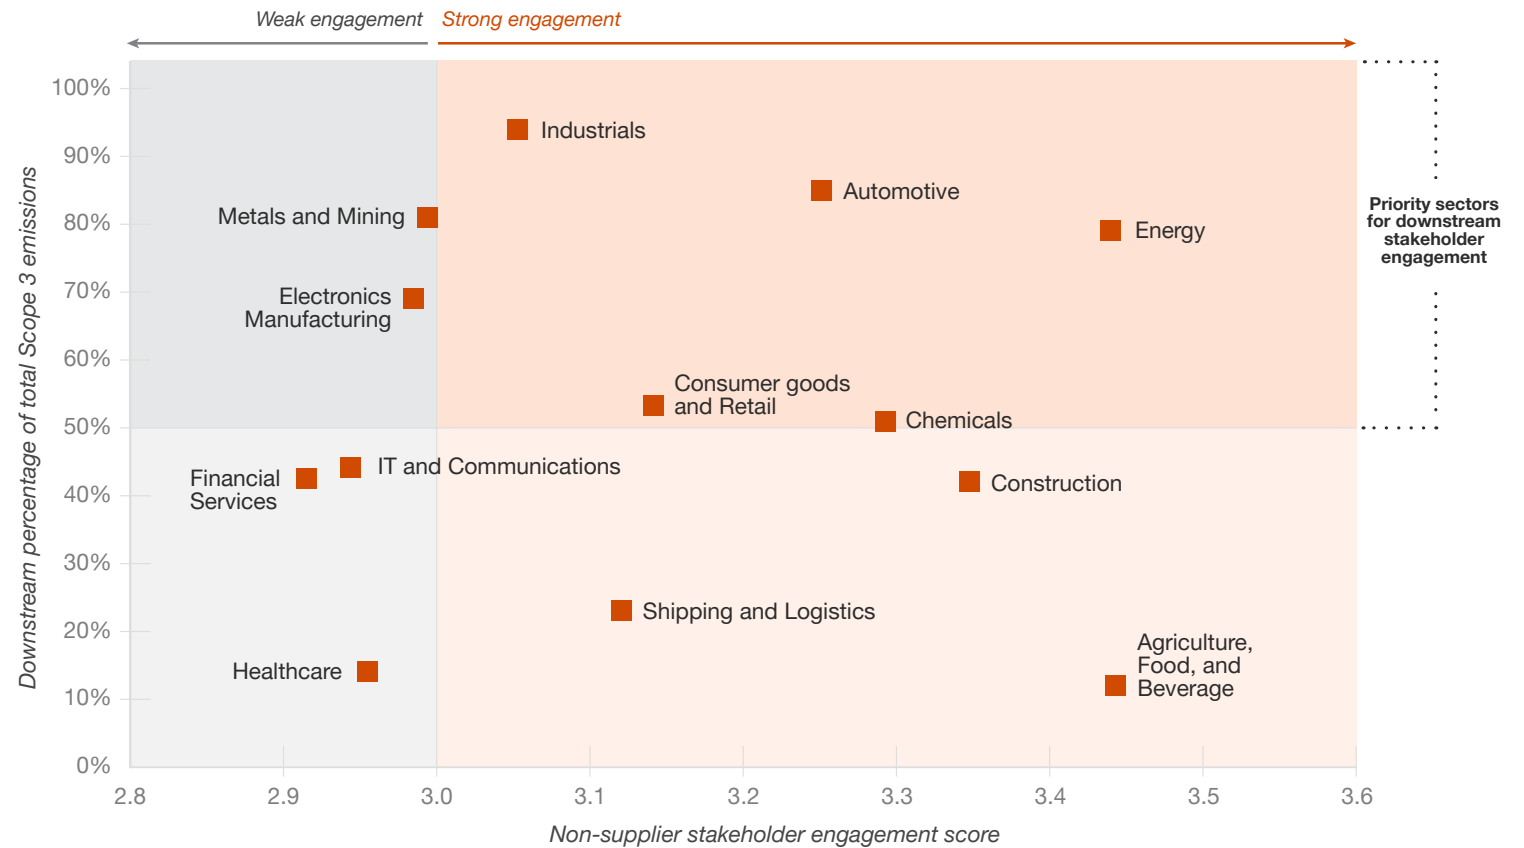 Weak engagement
Strong engagement
100%
90%
80%
70%
60%
50%
40%
30%
20%
10%
0%
Downstream percentage of total Scope 3 emissions
Industrials
Automotive
Metals and Mining
Energy
Electronics
Manufacturing
Consumer goods
and Retail
Chemicals
IT and Communications
Financial
Services
Construction
Shipping and Logistics
Agriculture,
Food, and
Beverage
Healthcare
Priority sectors
for downstream
stakeholder
engagement
2.8
2.9
3.0
3.1
3.2
3.3
3.4
3.5
3.6
Non-supplier stakeholder engagement score